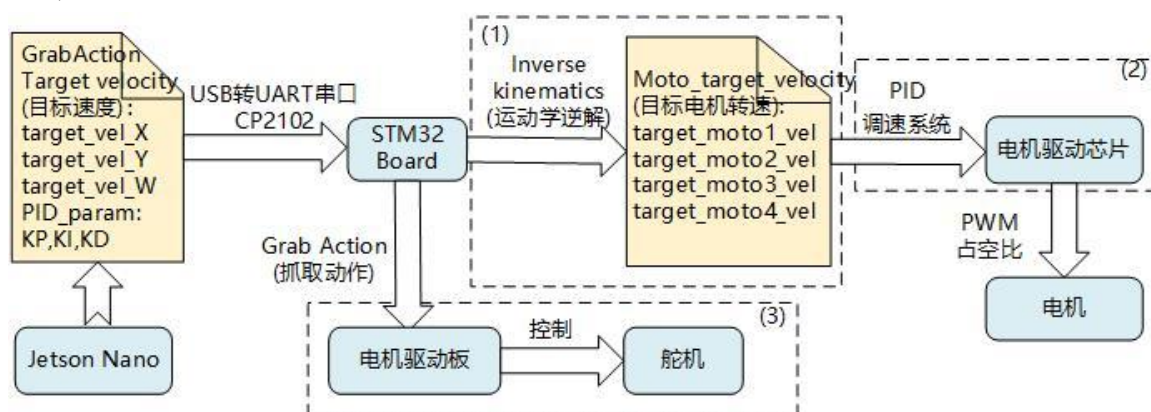 GrabAction
Target velocity
(目标速度):
target_vel_X
target_vel_Y
target_vel_W
PID_param:
KP,KI,KD
Jetson Nano
USB转UART串口
CP2102
STM32
Board
Grab Action
(抓取动作)
(1)
Inverse
kinematics
(运动学逆解)
Moto_target_velocity
(目标电机转速):
target_moto1_vel
target_moto2_vel
target_moto3_vel
target_moto4_vel
(2)
PID
调速系统
电机驱动芯片
PWM
占空比
电机
(3)
电机驱动板
控制
舵机